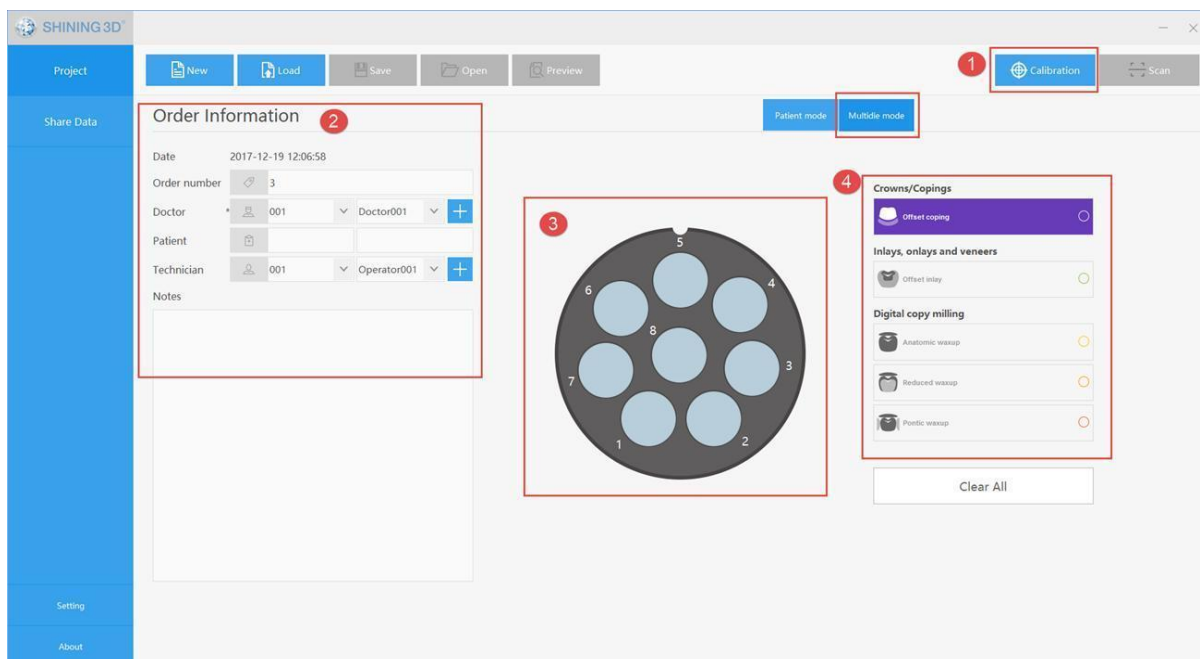 SHINING 3D®
Project
New
Load
Save
Open
Preview
1
Calibration
Scan
Share Data
Order Information
2
Patient mode
Multidie mode
Date 2017-12-19 12:06:58
Order number 3
Doctor * 001 Doctor001
Patient
Technician 001 Operator001
Notes
3
5
6
4
8
7
3
1
2
4
Crowns/Copings
Offset coping
Inlays, onlays and veneers
Offset inlay
Digital copy milling
Anatomic waxup
Reduced waxup
Pontic waxup
Clear All
Setting
About